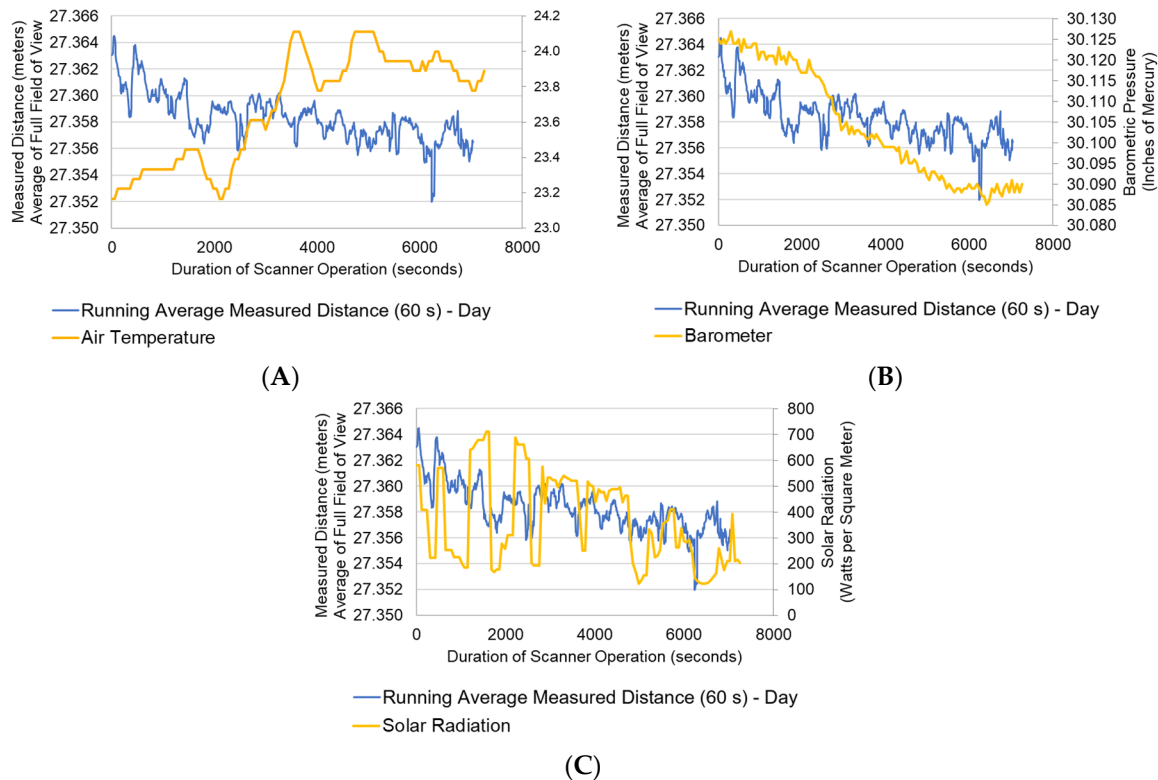 27.366
27.364
27.362
27.360
27.358
27.356
27.354
27.352
27.350
Measured Distance (meters)
Average of Full Field of View
24.2
24.0
23.8
23.6
23.4
23.2
23.0
0 2000 4000 6000 8000
Duration of Scanner Operation (seconds)
Running Average Measured Distance (60 s) - Day
Air Temperature
(A)
27.366
27.364
27.362
27.360
27.358
27.356
27.354
27.352
27.350
Measured Distance (meters)
Average of Full Field of View
30.130
30.125
30.120
30.115
30.110
30.105
30.100
30.095
30.090
30.085
30.080
Barometric Pressure
(Inches of Mercury)
0 2000 4000 6000 8000
Duration of Scanner Operation (seconds)
Running Average Measured Distance (60 s) - Day
Barometer
(B)
27.366
27.364
27.362
27.360
27.358
27.356
27.354
27.352
27.350
Measured Distance (meters)
Average of Full Field of View
800
700
600
500
400
300
200
100
0
Solar Radiation
(Watts per Square Meter)
0 2000 4000 6000 8000
Duration of Scanner Operation (seconds)
Running Average Measured Distance (60 s) - Day
Solar Radiation
(C)